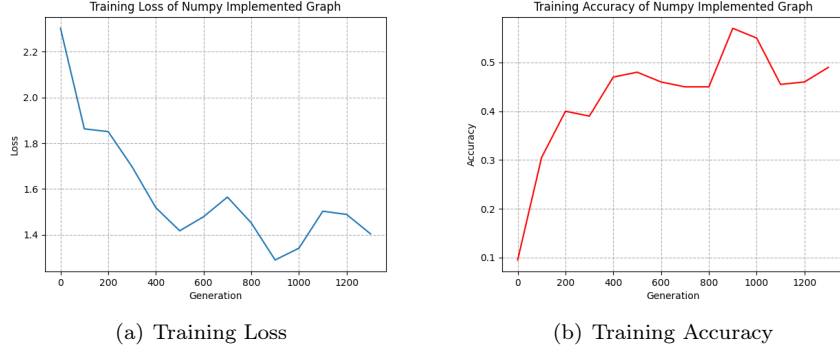 Training Loss of Numpy Implemented Graph
2.2
2.0
1.8
1.6
1.4
Loss
0 200 400 600 800 1000 1200
Generation
(a) Training Loss
Training Accuracy of Numpy Implemented Graph
0.5
0.4
0.3
0.2
0.1
Accuracy
0 200 400 600 800 1000 1200
Generation
(b) Training Accuracy